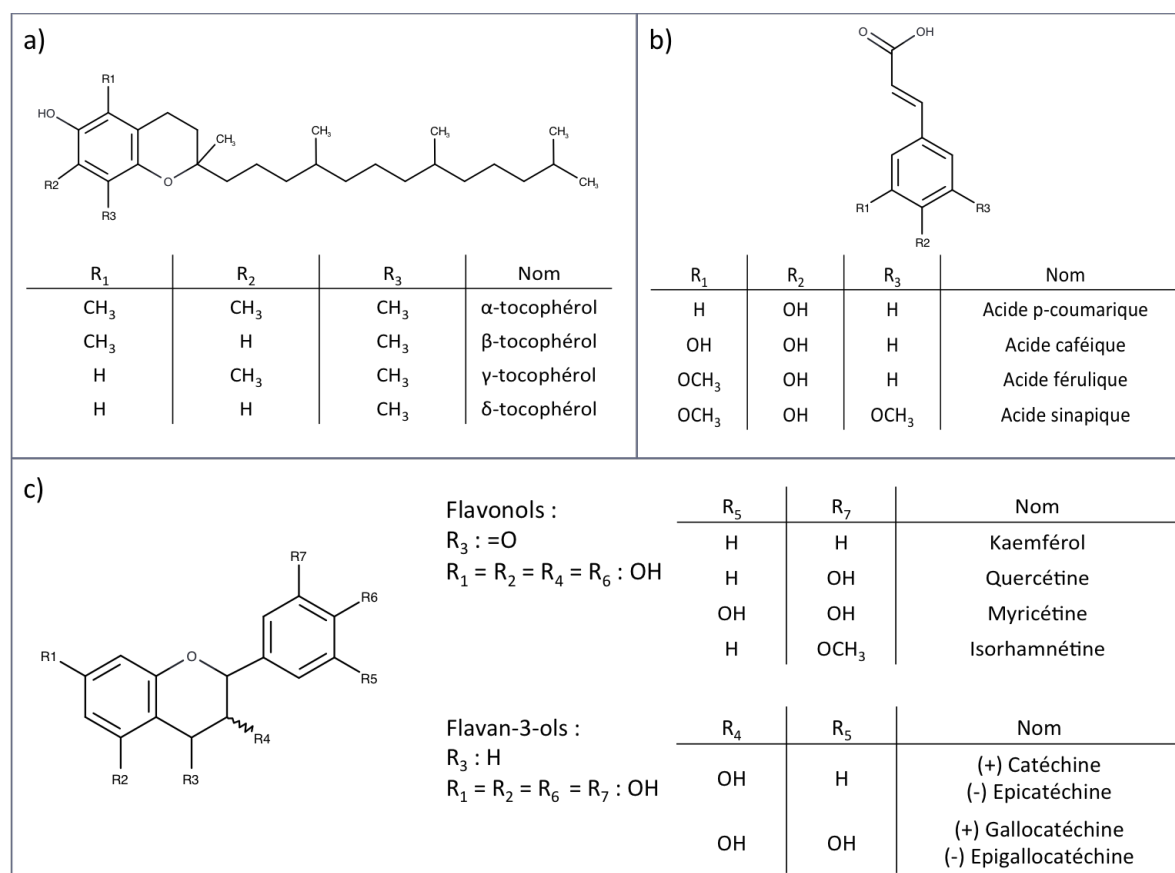 a)
R1
HO
R2
R3
O
CH₃
CH₃
CH₃
CH₃
CH₃
R₁ R₂ R₃ Nom
CH₃ CH₃ CH₃ α-tocophérol
CH₃ H CH₃ β-tocophérol
H CH₃ CH₃ γ-tocophérol
H H CH₃ δ-tocophérol
b)
O OH
R1 R3
R2
R₁ R₂ R₃ Nom
H OH H Acide p-coumarique
OH OH H Acide caféique
OCH₃ OH H Acide férulique
OCH₃ OH OCH₃ Acide sinapique
c)
R7
R6
R1 O
R5
R4
R2 R3
Flavonols :
R₃ : =O
R₁ = R₂ = R₄ = R₆ : OH
R₅ R₇ Nom
H H Kaemférol
H OH Quercétine
OH OH Myricétine
H OCH₃ Isorhamnétine
Flavan-3-ols :
R₃ : H
R₁ = R₂ = R₆ = R₇ : OH
R₄ R₅ Nom
OH H (+) Catéchine
(-) Epicatéchine
OH OH (+) Gallocatéchine
(-) Epigallocatéchine